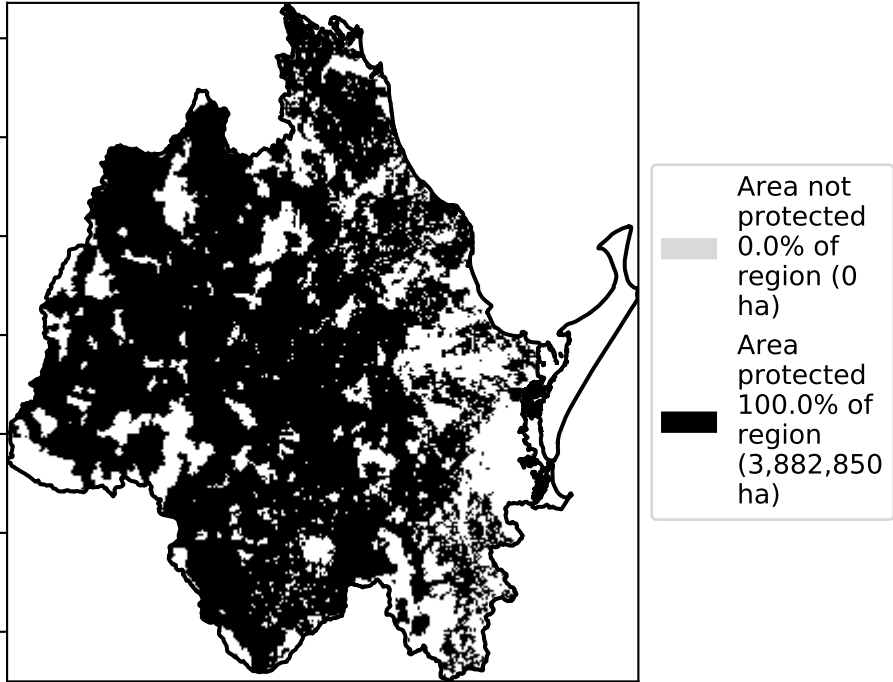 Area not
protected
0.0% of
region (0
ha)
Area
protected
100.0% of
region
(3,882,850
ha)